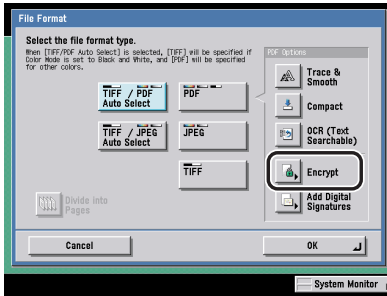 File Format
Select the file format type.
When [TIFF/PDF Auto Select] is selected, [TIFF] will be specified if
Color Mode is set to Black and White, and [PDF] will be specified
for other colors.
PDF Options
TIFF / PDF
Auto Select
PDF
Trace &
Smooth
Compact
TIFF / JPEG
Auto Select
JPEG
OCR (Text
Searchable)
TIFF
Encrypt
Divide into
Pages
Add Digital
Signatures
Cancel
OK
System Monitor